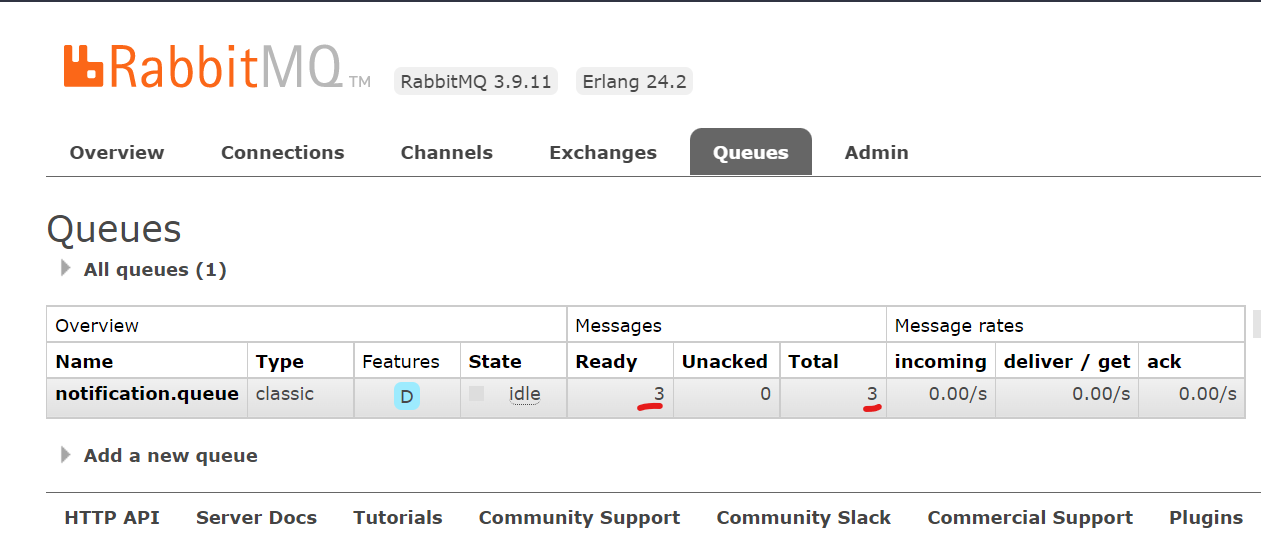 RabbitMQ TM RabbitMQ 3.9.11 Erlang 24.2
Overview Connections Channels Exchanges Queues Admin
Queues
All queues (1)
Overview Messages Message rates
Name Type Features State Ready Unacked Total incoming deliver / get ack
notification.queue classic D idle 3 0 3 0.00/s 0.00/s 0.00/s
Add a new queue
HTTP API Server Docs Tutorials Community Support Community Slack Commercial Support Plugins